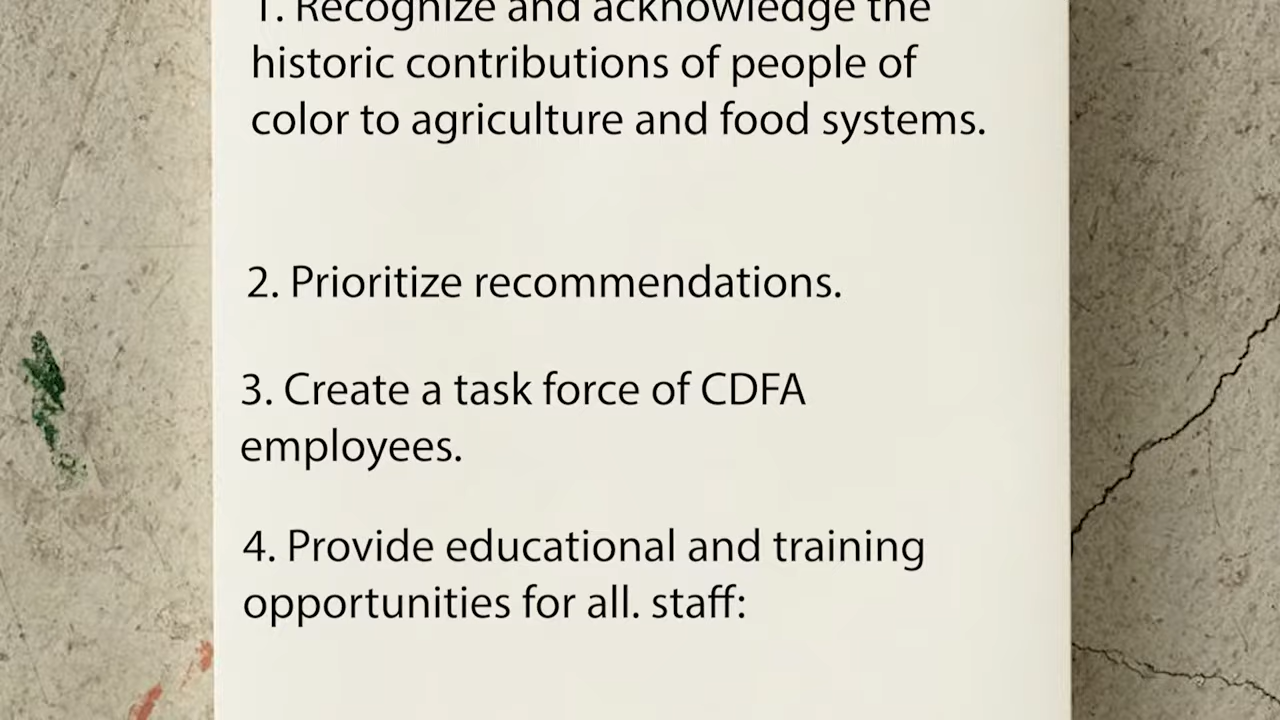 1. Recognize and acknowledge the
historic contributions of people of
color to agriculture and food systems.
2. Prioritize recommendations.
3. Create a task force of CDFA
employees.
4. Provide educational and training
opportunities for all. staff: